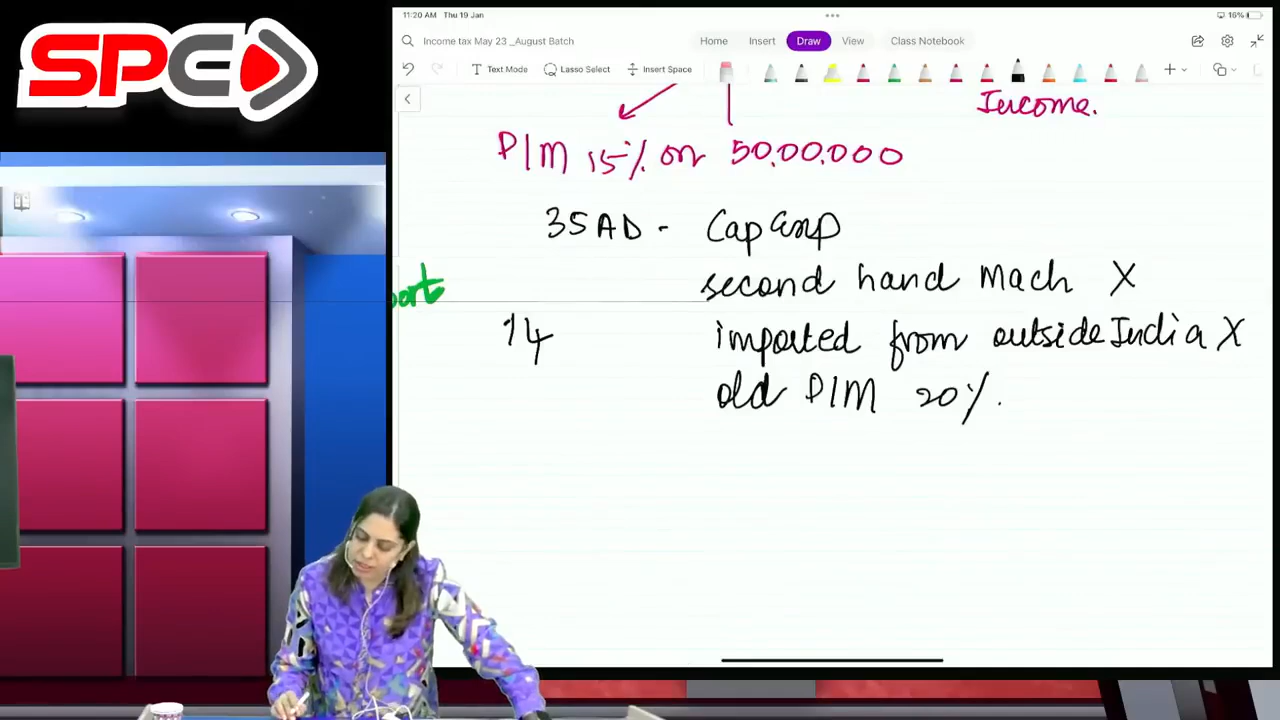 SPC
11:20 AM Thu 19 Jan
16%
Income tax May 23 _August Batch
Home Insert Draw View Class Notebook
Text Mode Lasso Select Insert Space
Income.
P/M 15% on 50,00,000
35AD - Cap Exp
second hand Mach X
14 imported from outside India X
old P/M 20%.